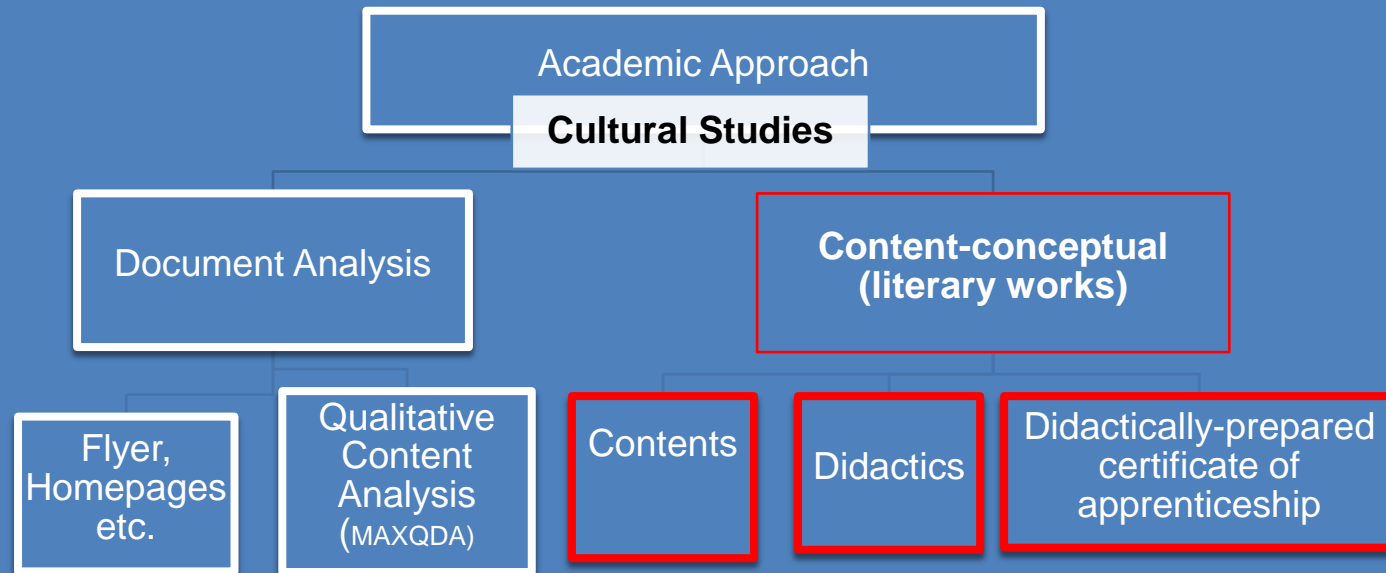 Academic Approach
Cultural Studies
Document Analysis
Content-conceptual
(literary works)
Flyer,
Homepages
etc.
Qualitative
Content
Analysis
(MAXQDA)
Contents
Didactics
Didactically-prepared
certificate of
apprenticeship